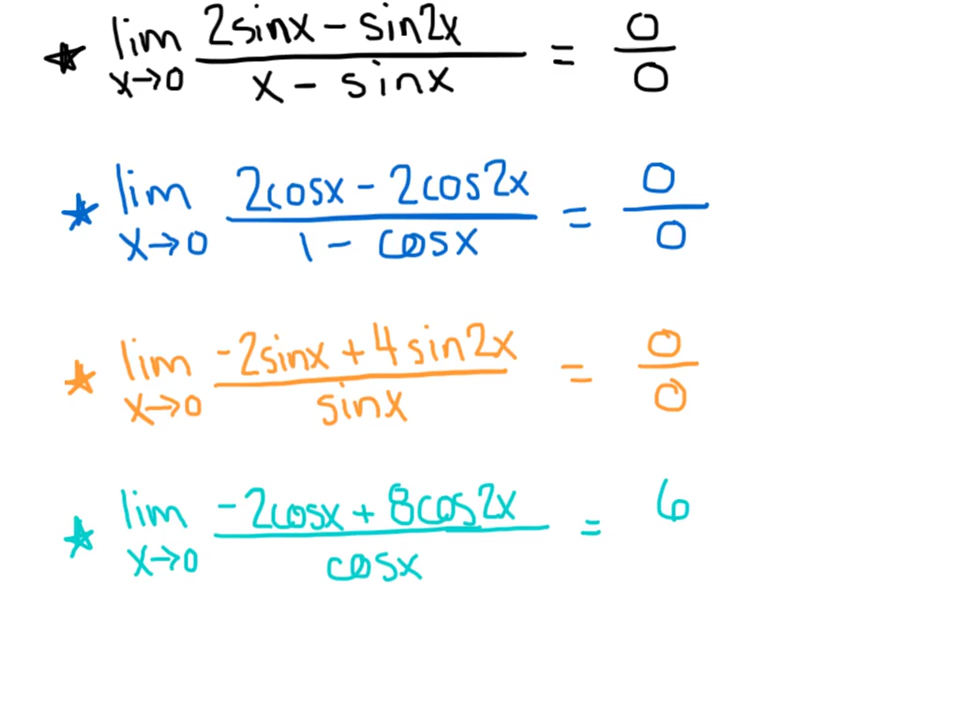 * lim x→0 (2sinx − sin2x)/(x − sinx) = 0/0
* lim x→0 (2cosx − 2cos2x)/(1 − cosx) = 0/0
* lim x→0 (-2sinx + 4sin2x)/(sinx) = 0/0
* lim x→0 (-2cosx + 8cos2x)/(cosx) = 6